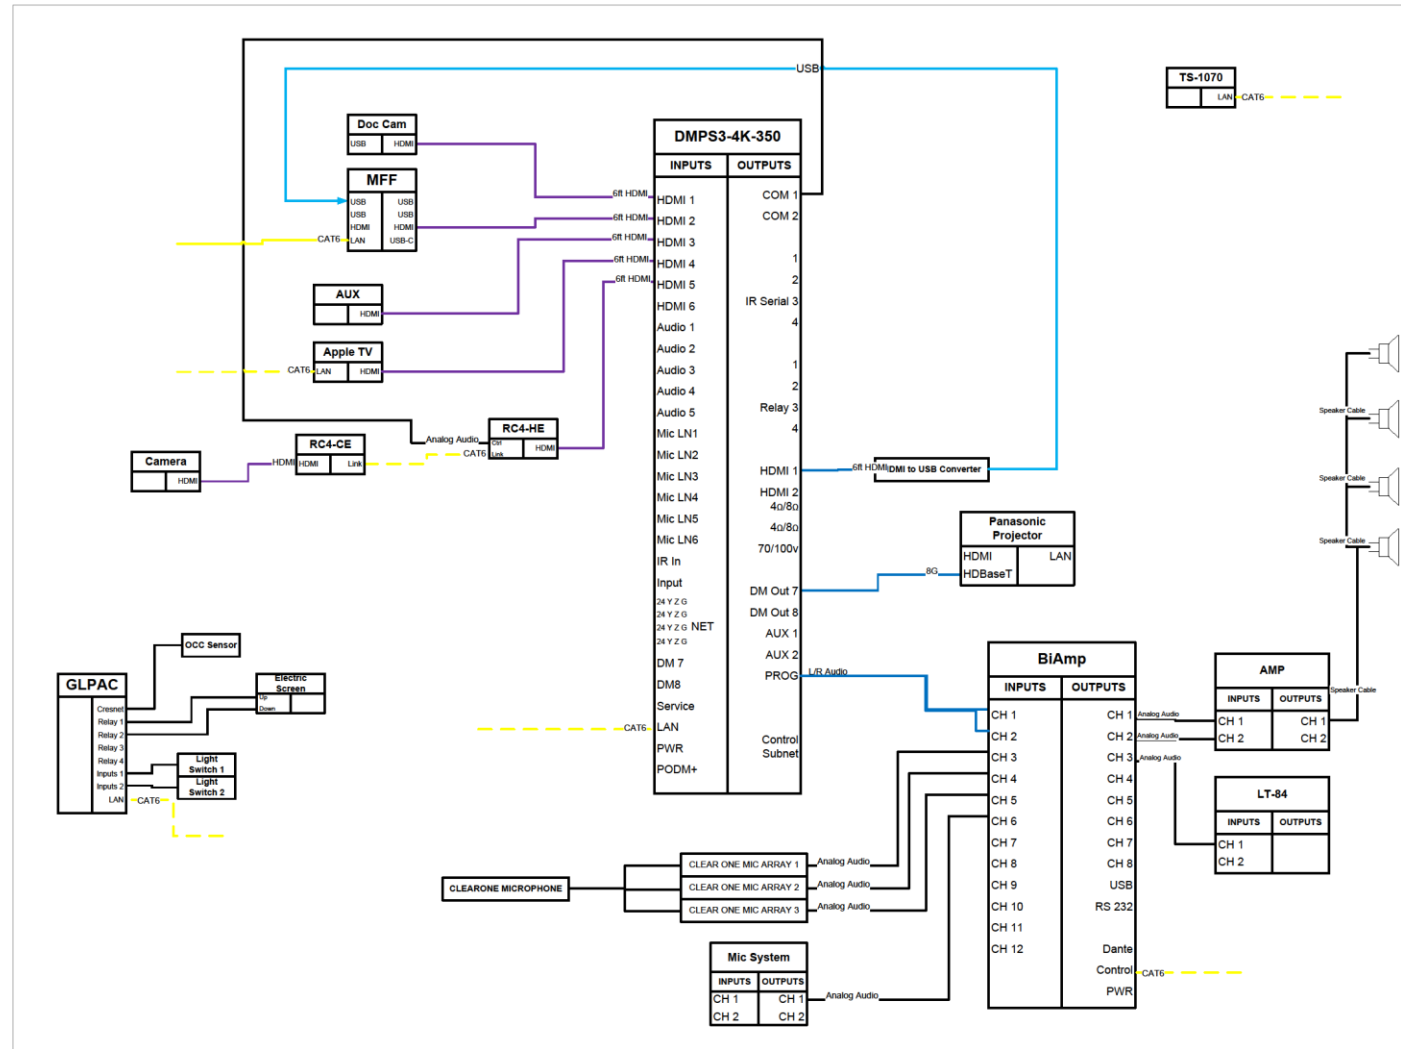 USB
TS-1070
LAN
CAT6
Doc Cam
USB
HDMI
MFF
USB
USB
HDMI
LAN
USB
USB
HDMI
USB-C
CAT6
AUX
HDMI
Apple TV
LAN
HDMI
CAT6
Camera
HDMI
HDMI
RC4-CE
HDMI
Link
Analog Audio
CAT6
RC4-HE
Ctrl
Link
HDMI
6ft HDMI
6ft HDMI
6ft HDMI
6ft HDMI
6ft HDMI
DMPS3-4K-350
INPUTS
OUTPUTS
HDMI 1
HDMI 2
HDMI 3
HDMI 4
HDMI 5
HDMI 6
Audio 1
Audio 2
Audio 3
Audio 4
Audio 5
Mic LN1
Mic LN2
Mic LN3
Mic LN4
Mic LN5
Mic LN6
IR In
Input
24 Y Z G
24 Y Z G
24 Y Z G NET
24 Y Z G
DM 7
DM8
Service
LAN
PWR
PODM+
CAT6
COM 1
COM 2
1
2
IR Serial 3
4
1
2
Relay 3
4
HDMI 1
HDMI 2
4Ω/8Ω
4Ω/8Ω
70/100v
DM Out 7
DM Out 8
AUX 1
AUX 2
PROG
Control
Subnet
6ft HDMI
DMI to USB Converter
8G
Panasonic
Projector
HDMI
HDBaseT
LAN
Speaker Cable
Speaker Cable
Speaker Cable
Speaker Cable
OCC Sensor
Electric
Screen
Up
Down
GLPAC
Cresnet
Relay 1
Relay 2
Relay 3
Relay 4
Inputs 1
Inputs 2
LAN
CAT6
Light
Switch 1
Light
Switch 2
L/R Audio
BiAmp
INPUTS
OUTPUTS
CH 1
CH 2
CH 3
CH 4
CH 5
CH 6
CH 7
CH 8
CH 9
CH 10
CH 11
CH 12
CH 1
CH 2
CH 3
CH 4
CH 5
CH 6
CH 7
CH 8
USB
RS 232
Dante
Control
PWR
CAT6
Analog Audio
Analog Audio
Analog Audio
AMP
INPUTS
OUTPUTS
CH 1
CH 2
CH 1
CH 2
LT-84
INPUTS
OUTPUTS
CH 1
CH 2
CLEARONE MICROPHONE
CLEAR ONE MIC ARRAY 1
CLEAR ONE MIC ARRAY 2
CLEAR ONE MIC ARRAY 3
Analog Audio
Analog Audio
Analog Audio
Mic System
INPUTS
OUTPUTS
CH 1
CH 2
CH 1
CH 2
Analog Audio